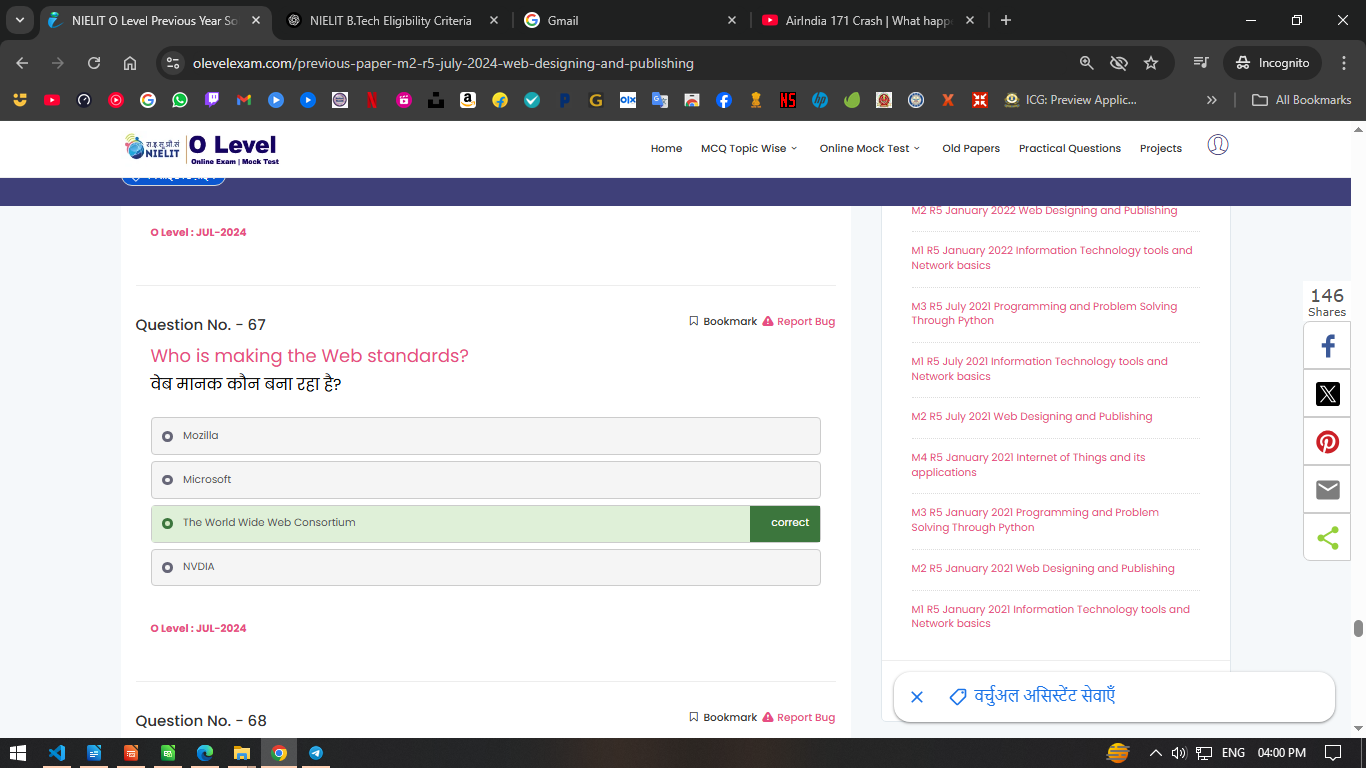 NIELIT O Level Previous Year So
NIELIT B.Tech Eligibility Criteria
Gmail
AirIndia 171 Crash | What happe
olevelexam.com/previous-paper-m2-r5-july-2024-web-designing-and-publishing
Incognito
ICG: Preview Applic...
All Bookmarks
रा.इ.सू.प्रौ.सं
NIELIT
O Level
Online Exam | Mock Test
Home
MCQ Topic Wise
Online Mock Test
Old Papers
Practical Questions
Projects
O Level : JUL-2024
Question No. - 67
Bookmark
Report Bug
Who is making the Web standards?
वेब मानक कौन बना रहा है?
Mozilla
Microsoft
The World Wide Web Consortium
correct
NVDIA
O Level : JUL-2024
Question No. - 68
Bookmark
Report Bug
M2 R5 January 2022 Web Designing and Publishing
M1 R5 January 2022 Information Technology tools and
Network basics
M3 R5 July 2021 Programming and Problem Solving
Through Python
M1 R5 July 2021 Information Technology tools and
Network basics
M2 R5 July 2021 Web Designing and Publishing
M4 R5 January 2021 Internet of Things and its
applications
M3 R5 January 2021 Programming and Problem
Solving Through Python
M2 R5 January 2021 Web Designing and Publishing
M1 R5 January 2021 Information Technology tools and
Network basics
146
Shares
वर्चुअल असिस्टेंट सेवाएँ
ENG
04:00 PM